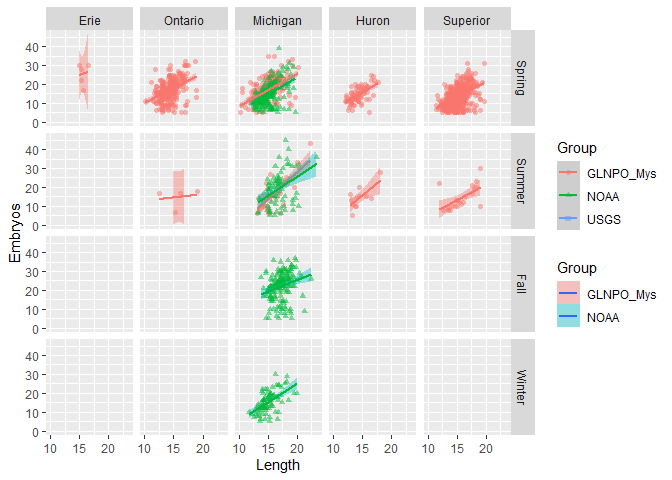 Erie Ontario Michigan Huron Superior
40
30
20
10
0
Spring
40
30
20
10
0
Summer
40
30
20
10
0
Fall
40
30
20
10
0
Winter
Embryos
10 15 20 10 15 20 10 15 20 10 15 20 10 15 20
Length
Group
GLNPO_Mys
NOAA
USGS
Group
GLNPO_Mys
NOAA